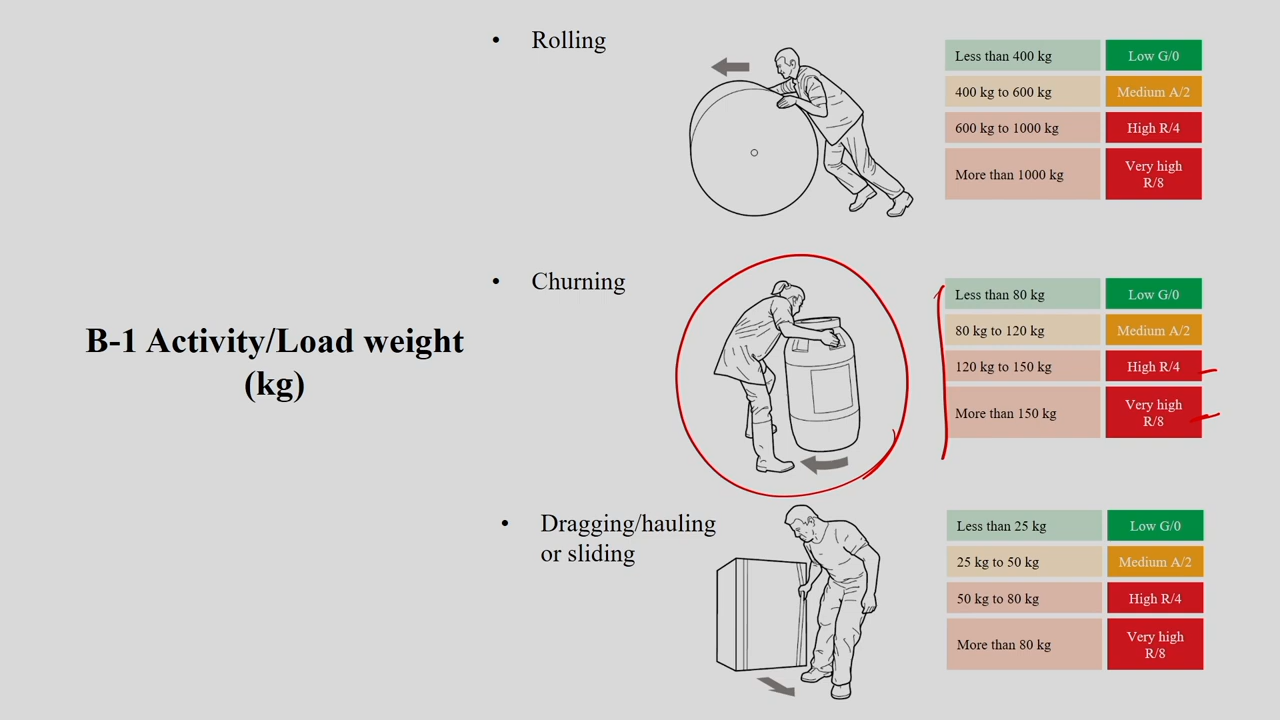 B-1 Activity/Load weight
(kg)
• Rolling
Less than 400 kg Low G/0
400 kg to 600 kg Medium A/2
600 kg to 1000 kg High R/4
More than 1000 kg Very high
R/8
• Churning
Less than 80 kg Low G/0
80 kg to 120 kg Medium A/2
120 kg to 150 kg High R/4
More than 150 kg Very high
R/8
• Dragging/hauling
or sliding
Less than 25 kg Low G/0
25 kg to 50 kg Medium A/2
50 kg to 80 kg High R/4
More than 80 kg Very high
R/8